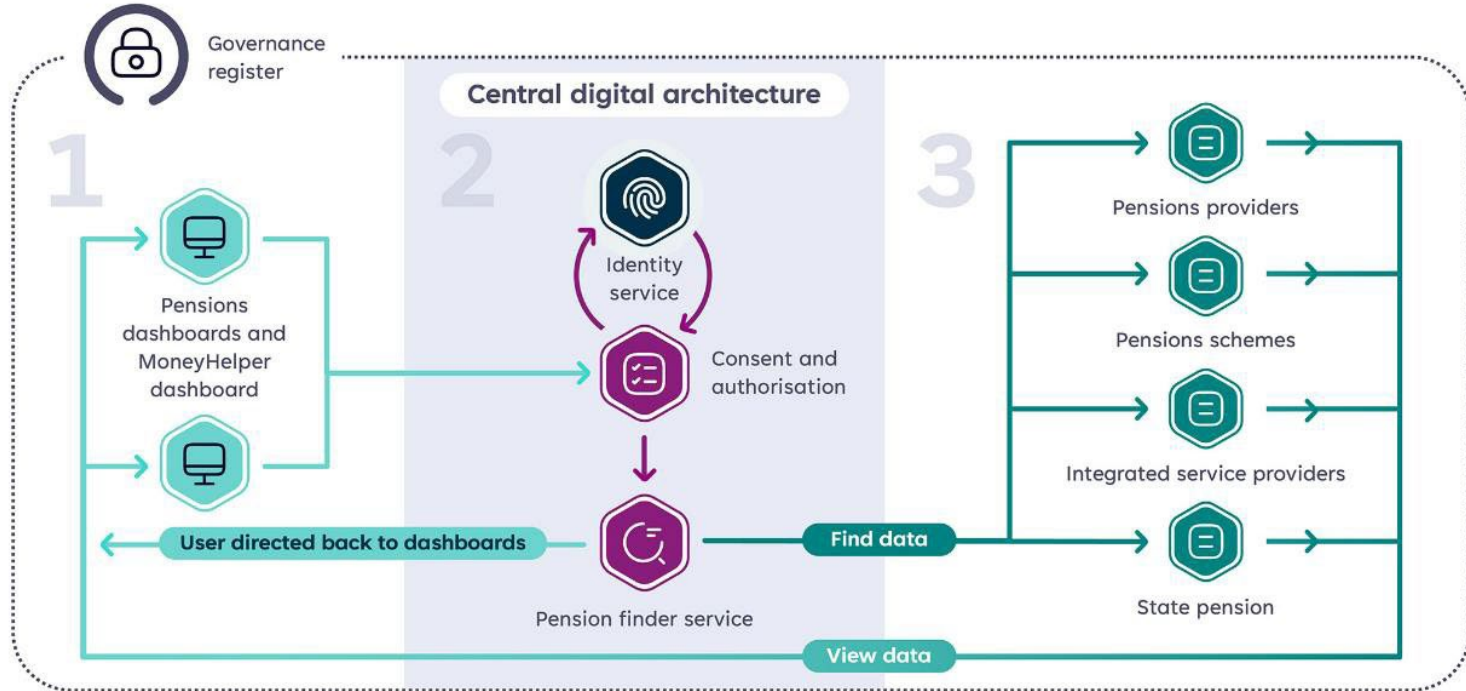 Governance
register
Central digital architecture
1
2
3
Identity
service
Pensions providers
Pensions
dashboards and
MoneyHelper
dashboard
Consent and
authorisation
Pensions schemes
Integrated service providers
User directed back to dashboards
Find data
Pension finder service
State pension
View data